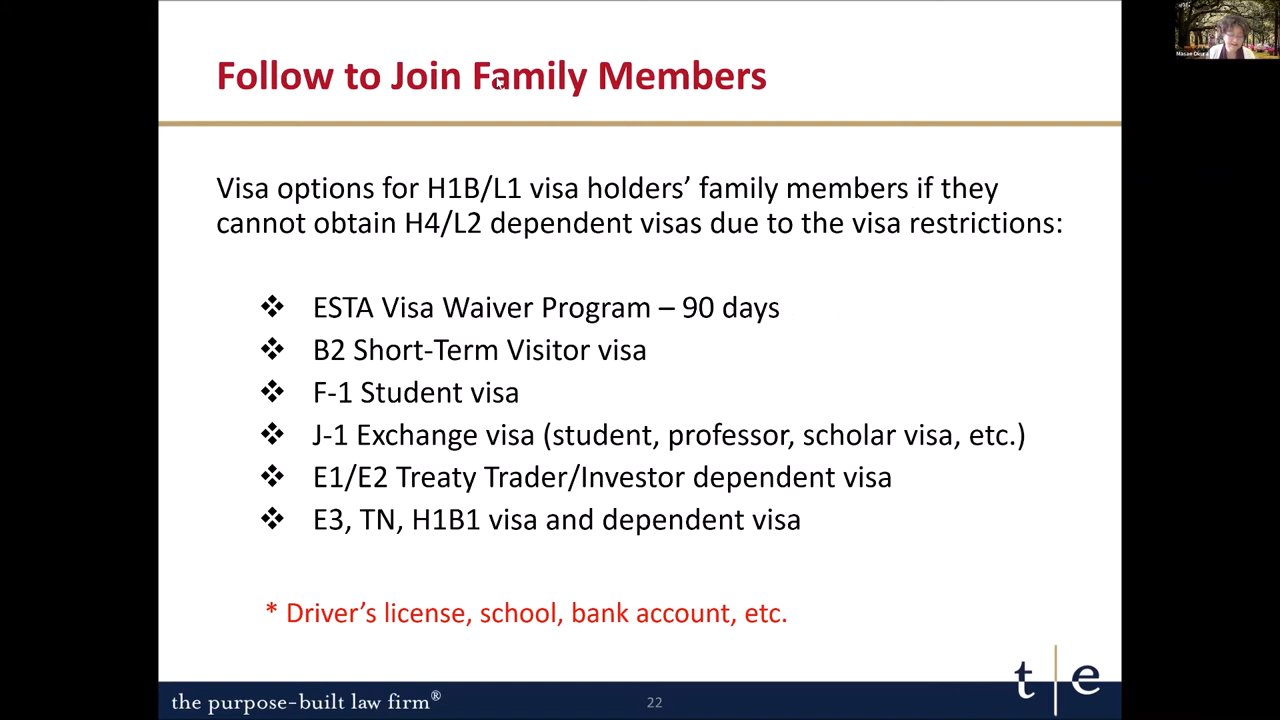 Follow to Join Family Members
Visa options for H1B/L1 visa holders’ family members if they
cannot obtain H4/L2 dependent visas due to the visa restrictions:
❖ ESTA Visa Waiver Program – 90 days
❖ B2 Short-Term Visitor visa
❖ F-1 Student visa
❖ J-1 Exchange visa (student, professor, scholar visa, etc.)
❖ E1/E2 Treaty Trader/Investor dependent visa
❖ E3, TN, H1B1 visa and dependent visa
* Driver’s license, school, bank account, etc.
t|e
the purpose-built law firm®
22